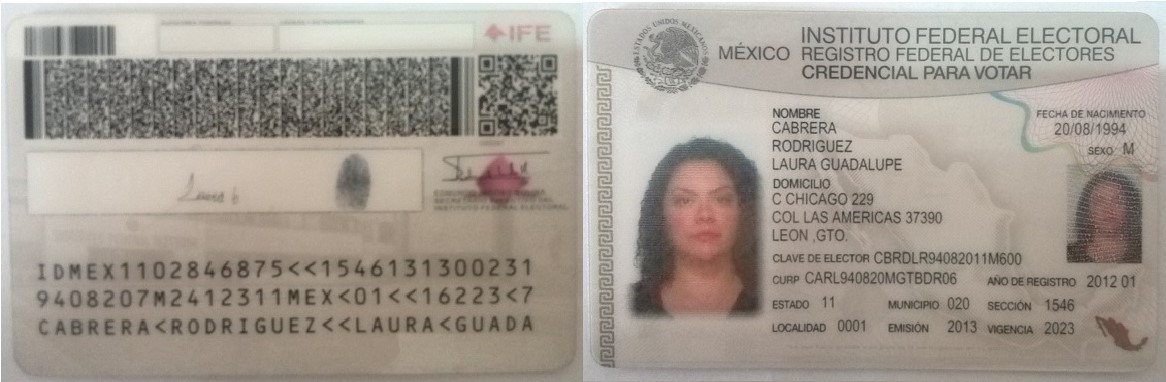 IFE
IDMEX1102846875<<1546131300231
9408207M2412311MEX<01<<16223<7
CABRERA<RODRIGUEZ<<LAURA<GUADA
ESTADOS UNIDOS MEXICANOS
MÉXICO
INSTITUTO FEDERAL ELECTORAL
REGISTRO FEDERAL DE ELECTORES
CREDENCIAL PARA VOTAR
NOMBRE
CABRERA
RODRIGUEZ
LAURA GUADALUPE
DOMICILIO
C CHICAGO 229
COL LAS AMERICAS 37390
LEON ,GTO.
FECHA DE NACIMIENTO
20/08/1994
SEXO M
CLAVE DE ELECTOR CBRDLR94082011M600
CURP CARL940820MGTBDR06 AÑO DE REGISTRO 2012 01
ESTADO 11 MUNICIPIO 020 SECCIÓN 1546
LOCALIDAD 0001 EMISIÓN 2013 VIGENCIA 2023